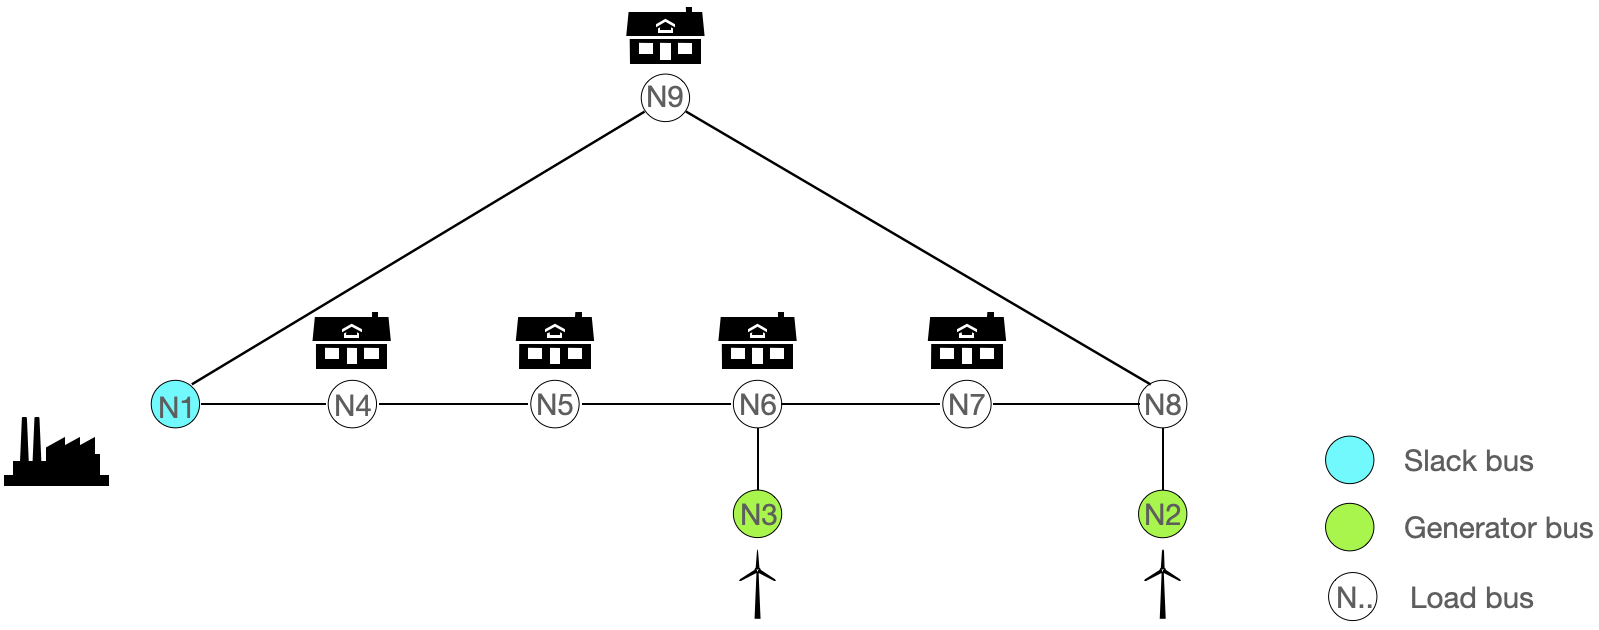 N9
N1
N4
N5
N6
N7
N8
N3
N2
Slack bus
Generator bus
N..
Load bus